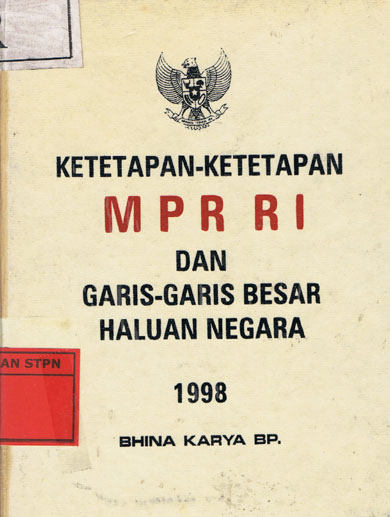 KETETAPAN-KETETAPAN
MPR RI
DAN
GARIS-GARIS BESAR
HALUAN NEGARA
1998
BHINA KARYA BP.
AN STPN